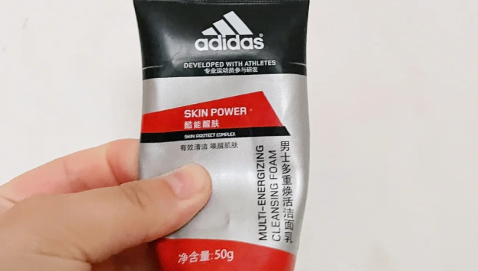 adidas
DEVELOPED WITH ATHLETES
专业运动员参与研发
SKIN POWER
酷能醒肤
SKIN PROTECT COMPLEX
有效清洁 唤醒肌肤
MULTI-ENERGIZING
CLEANSING FOAM
男士多重焕活洁面乳
净含量:50g